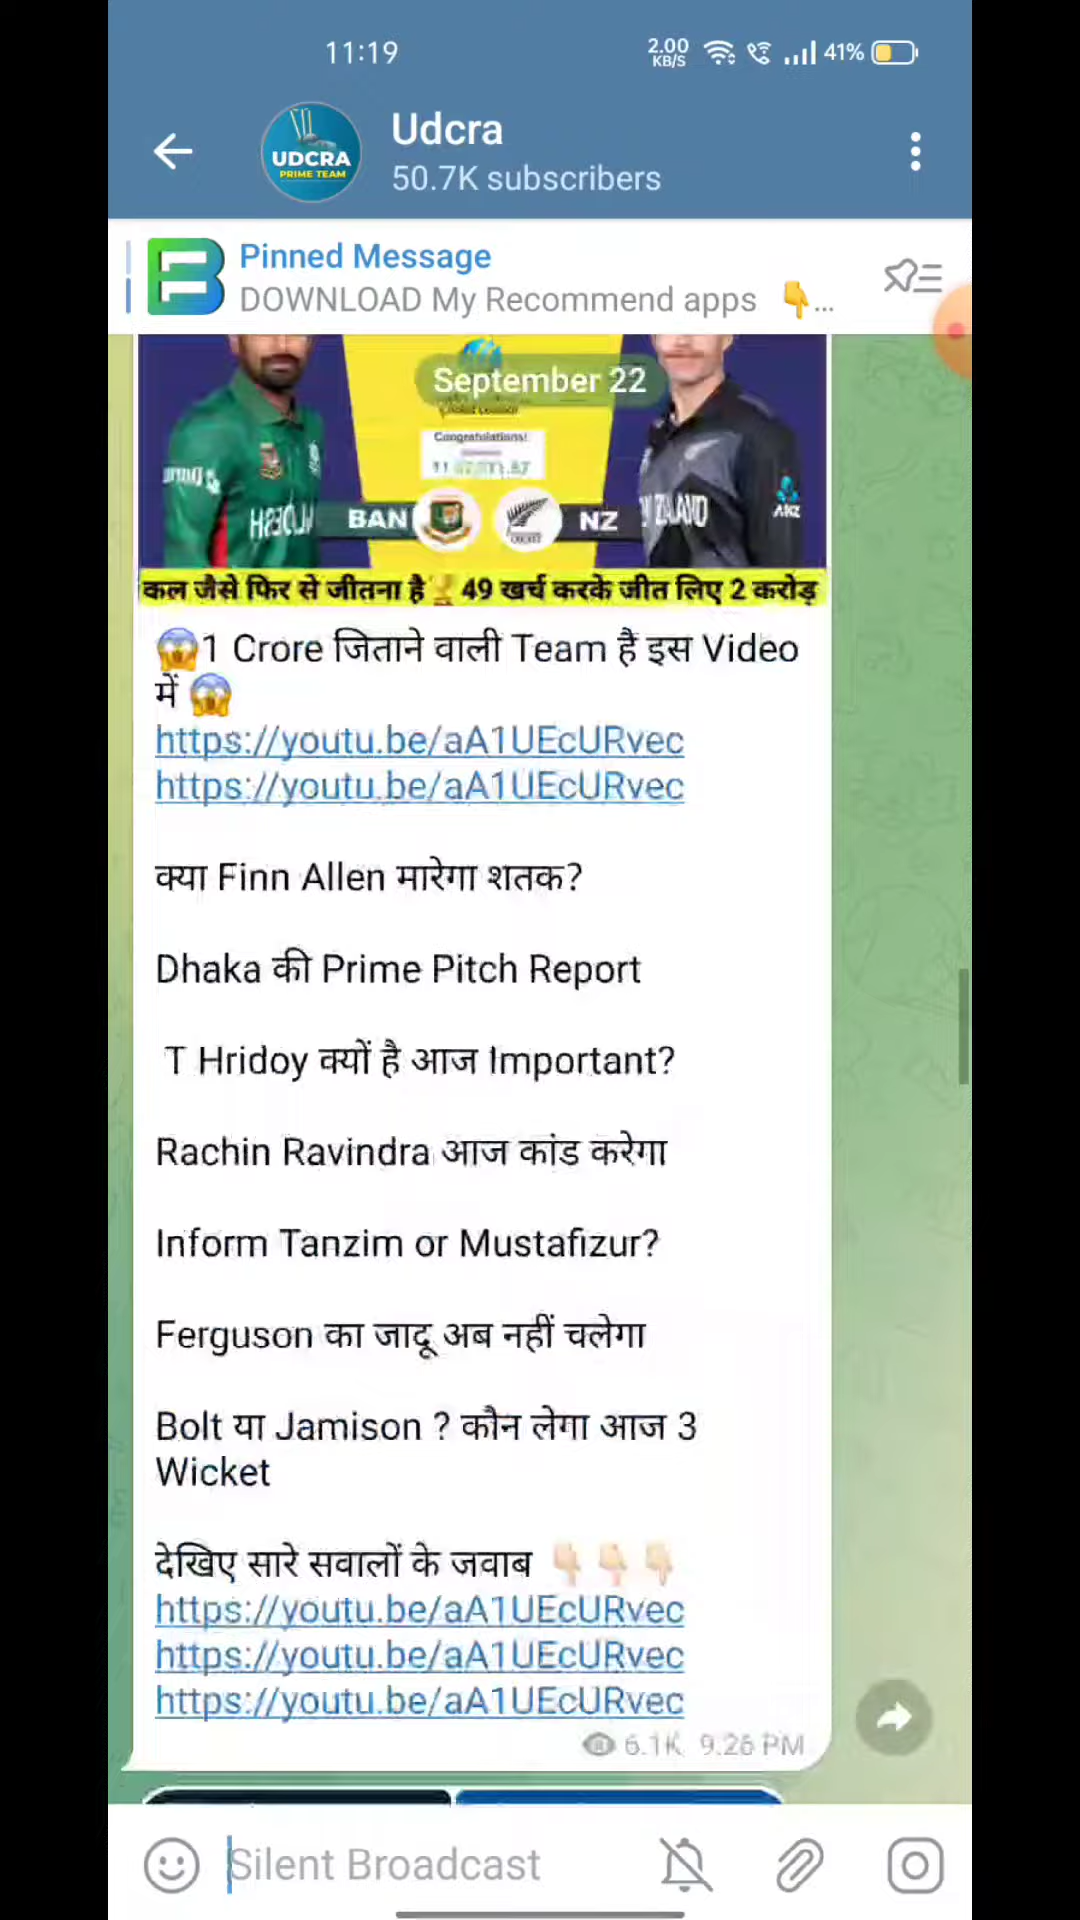 11:19
2.00 KB/S
41%
UDCRA
PRIME TEAM
Udcra
50.7K subscribers
Pinned Message
DOWNLOAD My Recommend apps 👇...
September 22
Congratulations!
BAN
NZ
कल जैसे फिर से जीतना है🏆49 खर्च करके जीत लिए 2 करोड़
😱1 Crore जिताने वाली Team है इस Video
में 😱
https://youtu.be/aA1UEcURvec
https://youtu.be/aA1UEcURvec
क्या Finn Allen मारेगा शतक?
Dhaka की Prime Pitch Report
T Hridoy क्यों है आज Important?
Rachin Ravindra आज कांड करेगा
Inform Tanzim or Mustafizur?
Ferguson का जादू अब नहीं चलेगा
Bolt या Jamison ? कौन लेगा आज 3
Wicket
देखिए सारे सवालों के जवाब 👇🏻👇🏻👇🏻
https://youtu.be/aA1UEcURvec
https://youtu.be/aA1UEcURvec
https://youtu.be/aA1UEcURvec
6.1K 9:26 PM
Silent Broadcast